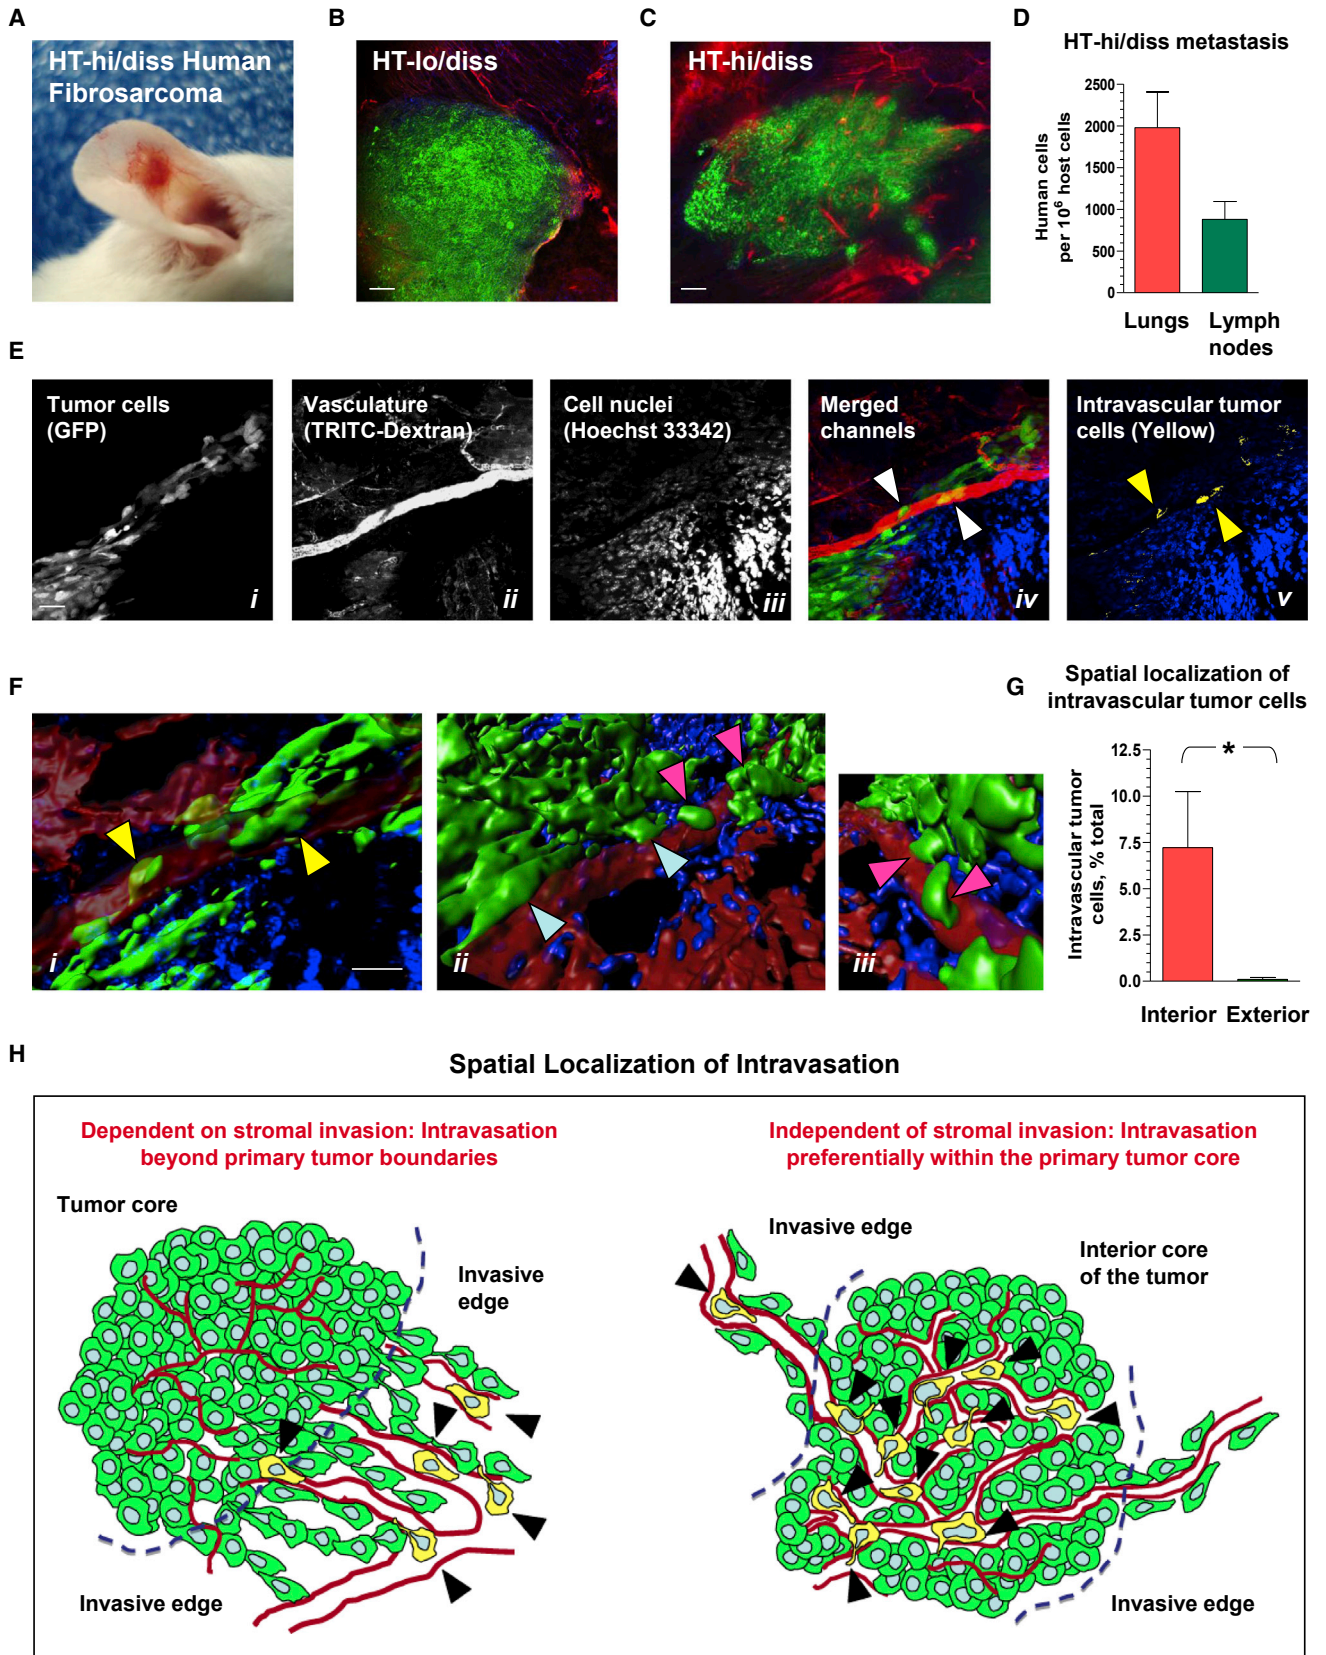 A
HT-hi/diss Human
Fibrosarcoma
B
HT-lo/diss
C
HT-hi/diss
D
HT-hi/diss metastasis
Human cells
per 10⁶ host cells
2500
2000
1500
1000
500
0
Lungs
Lymph
nodes
E
Tumor cells
(GFP)
i
Vasculature
(TRITC-Dextran)
ii
Cell nuclei
(Hoechst 33342)
iii
Merged
channels
iv
Intravascular tumor
cells (Yellow)
v
F
i
ii
iii
G
Spatial localization of
intravascular tumor cells
Intravascular tumor
cells, % total
12.5
10.0
7.5
5.0
2.5
0.0
*
Interior Exterior
H
Spatial Localization of Intravasation
Dependent on stromal invasion: Intravasation
beyond primary tumor boundaries
Tumor core
Invasive
edge
Invasive edge
Independent of stromal invasion: Intravasation
preferentially within the primary tumor core
Invasive edge
Interior core
of the tumor
Invasive edge